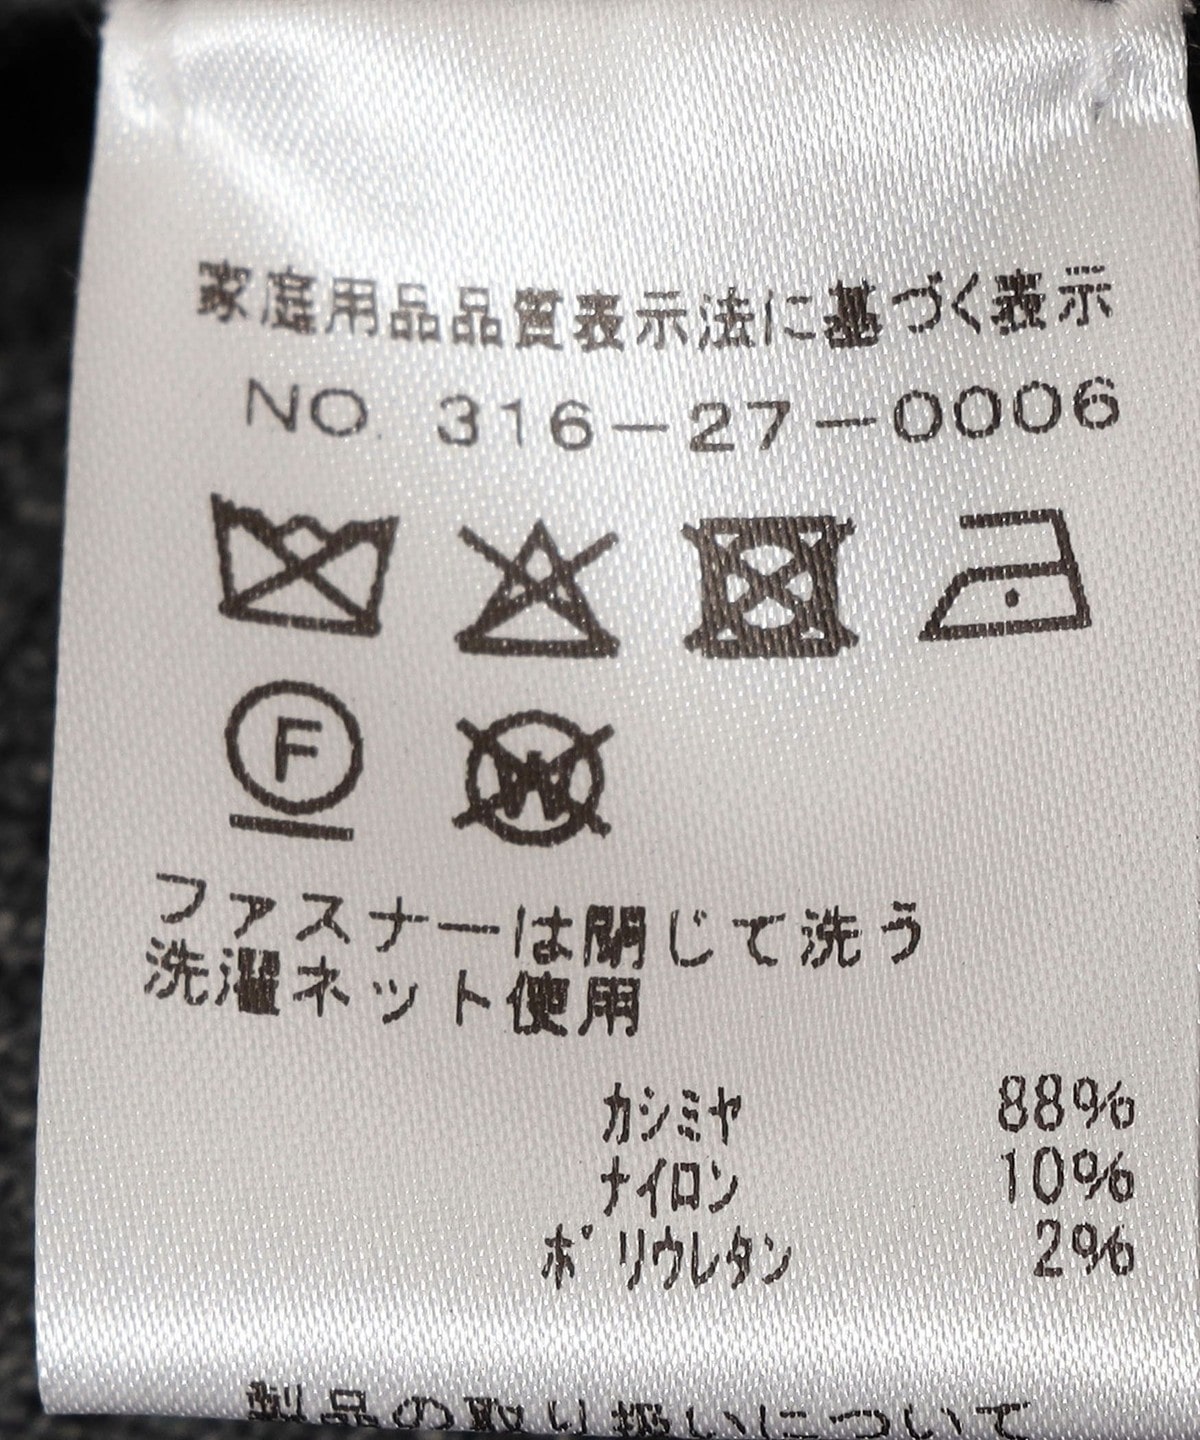 家庭用品品質表示法に基づく表示
NO. 316-27-0006
F
W
ファスナーは閉じて洗う
洗濯ネット使用
カシミヤ 88%
ナイロン 10%
ポリウレタン 2%
製品の取り扱いについて